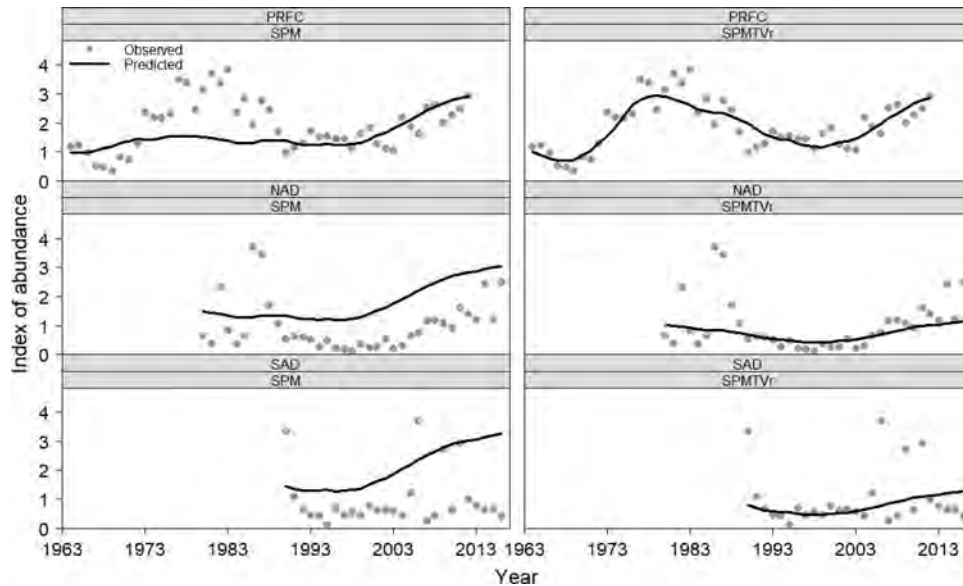 PRFC
SPM
PRFC
SPMTVr
Observed
Predicted
4
3
2
1
0
NAD
SPM
NAD
SPMTVr
4
3
2
1
0
SAD
SPM
SAD
SPMTVr
4
3
2
1
0
Index of abundance
1963 1973 1983 1993 2003 2013 1963 1973 1983 1993 2003 2013
Year